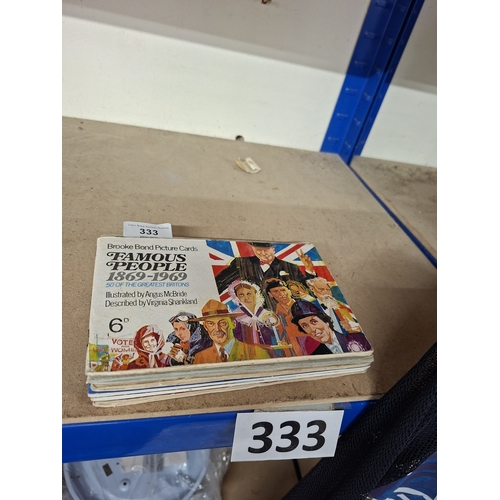 333
Brooke Bond Picture Cards
FAMOUS
PEOPLE
1869-1969
50 OF THE GREATEST BRITONS
Illustrated by Angus McBride
Described by Virginia Shankland
6D
VOTE
WOMEN
333